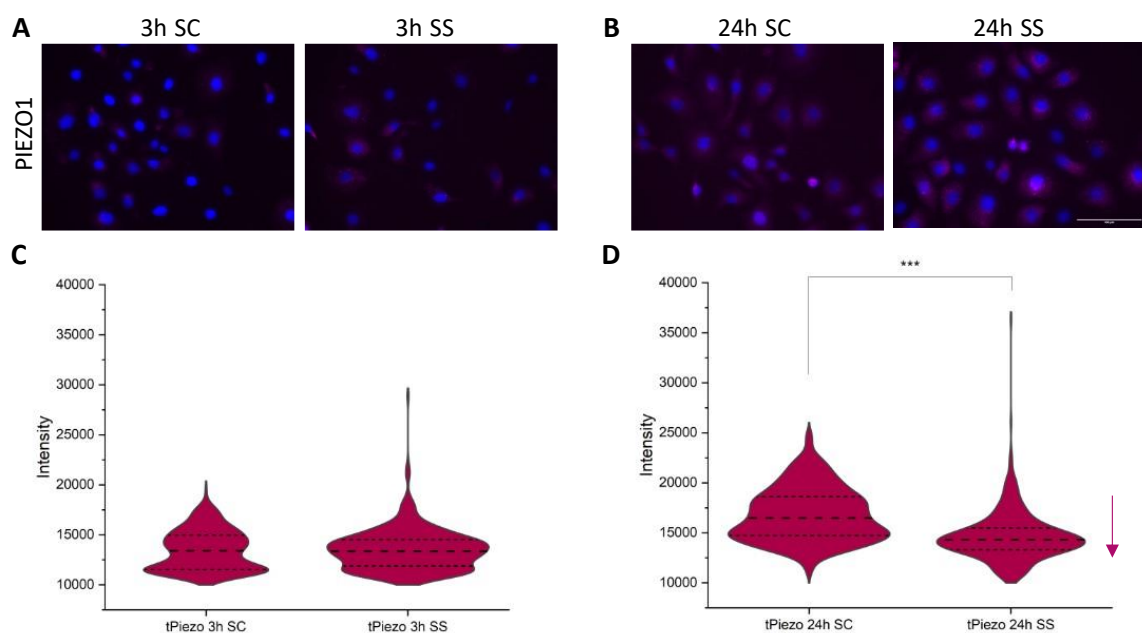 A
3h SC
3h SS
B
24h SC
24h SS
PIEZO1
C
D
***
40000
35000
30000
25000
20000
15000
10000
Intensity
tPiezo 3h SC
tPiezo 3h SS
40000
35000
30000
25000
20000
15000
10000
Intensity
tPiezo 24h SC
tPiezo 24h SS